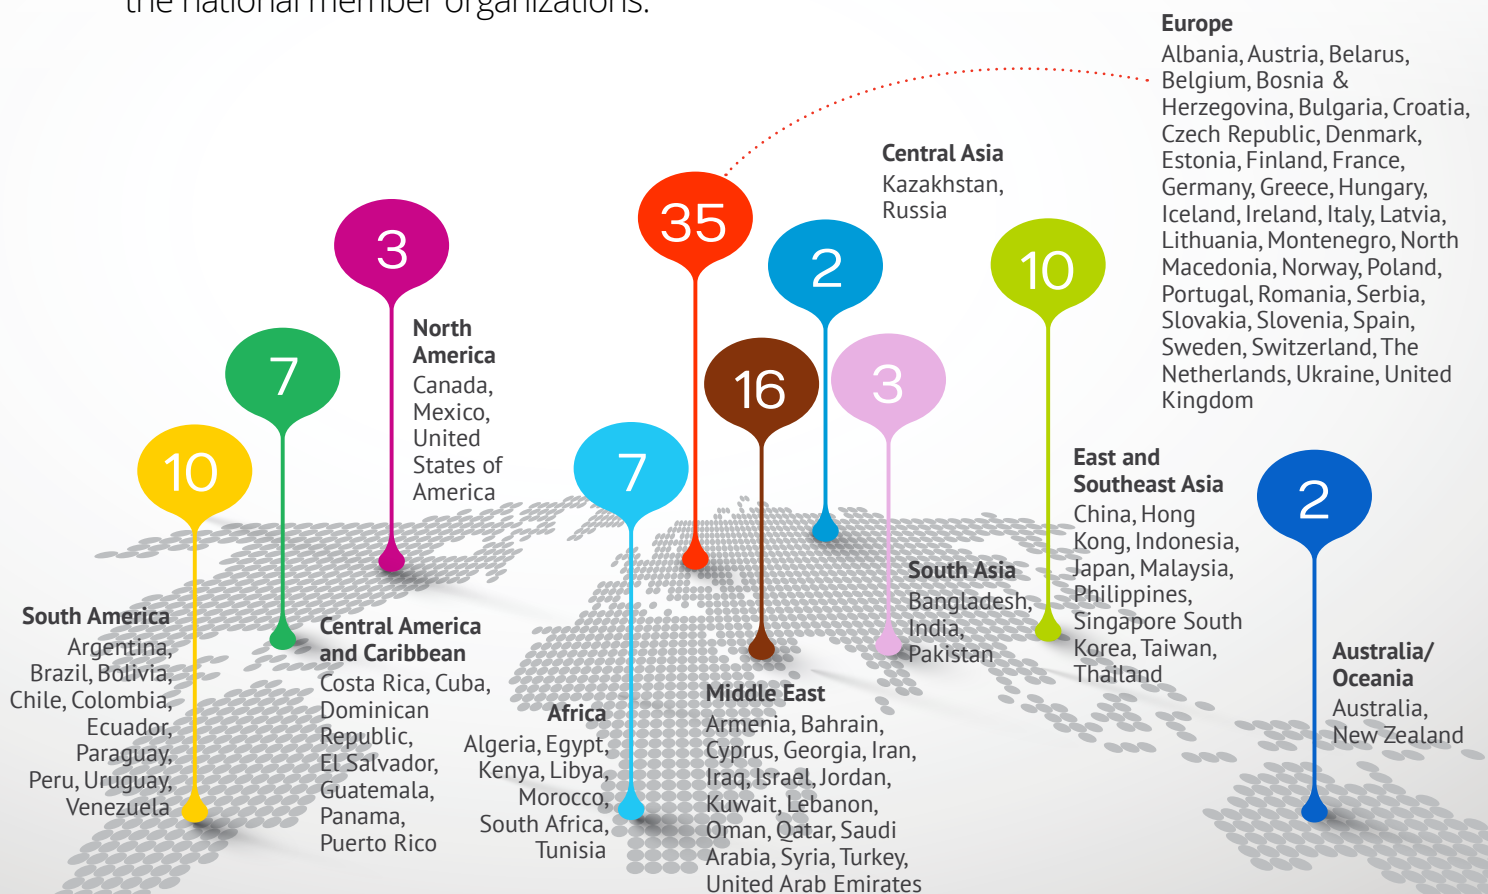 the national member organizations.
Europe
Albania, Austria, Belarus,
Belgium, Bosnia &
Herzegovina, Bulgaria, Croatia,
Czech Republic, Denmark,
Estonia, Finland, France,
Germany, Greece, Hungary,
Iceland, Ireland, Italy, Latvia,
Lithuania, Montenegro, North
Macedonia, Norway, Poland,
Portugal, Romania, Serbia,
Slovakia, Slovenia, Spain,
Sweden, Switzerland, The
Netherlands, Ukraine, United
Kingdom
35
Central Asia
Kazakhstan,
Russia
2
3
North
America
Canada,
Mexico,
United
States of
America
10
East and
Southeast Asia
China, Hong
Kong, Indonesia,
Japan, Malaysia,
Philippines,
Singapore South
Korea, Taiwan,
Thailand
7
Central America
and Caribbean
Costa Rica, Cuba,
Dominican
Republic,
El Salvador,
Guatemala,
Panama,
Puerto Rico
16
Middle East
Armenia, Bahrain,
Cyprus, Georgia, Iran,
Iraq, Israel, Jordan,
Kuwait, Lebanon,
Oman, Qatar, Saudi
Arabia, Syria, Turkey,
United Arab Emirates
3
South Asia
Bangladesh,
India,
Pakistan
10
South America
Argentina,
Brazil, Bolivia,
Chile, Colombia,
Ecuador,
Paraguay,
Peru, Uruguay,
Venezuela
7
Africa
Algeria, Egypt,
Kenya, Libya,
Morocco,
South Africa,
Tunisia
2
Australia/
Oceania
Australia,
New Zealand